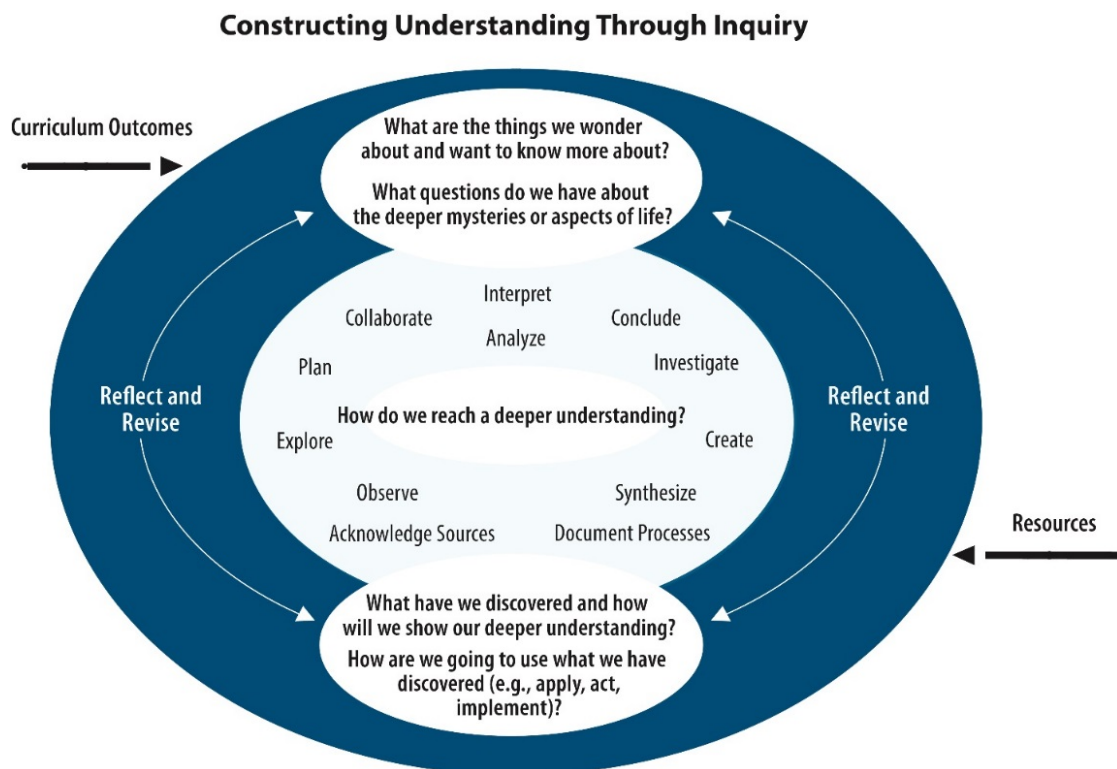 Constructing Understanding Through Inquiry
Curriculum Outcomes
What are the things we wonder
about and want to know more about?
What questions do we have about
the deeper mysteries or aspects of life?
Interpret
Collaborate
Conclude
Analyze
Plan
Investigate
Reflect and
Revise
How do we reach a deeper understanding?
Reflect and
Revise
Explore
Create
Observe
Synthesize
Acknowledge Sources
Document Processes
Resources
What have we discovered and how
will we show our deeper understanding?
How are we going to use what we have
discovered (e.g., apply, act,
implement)?